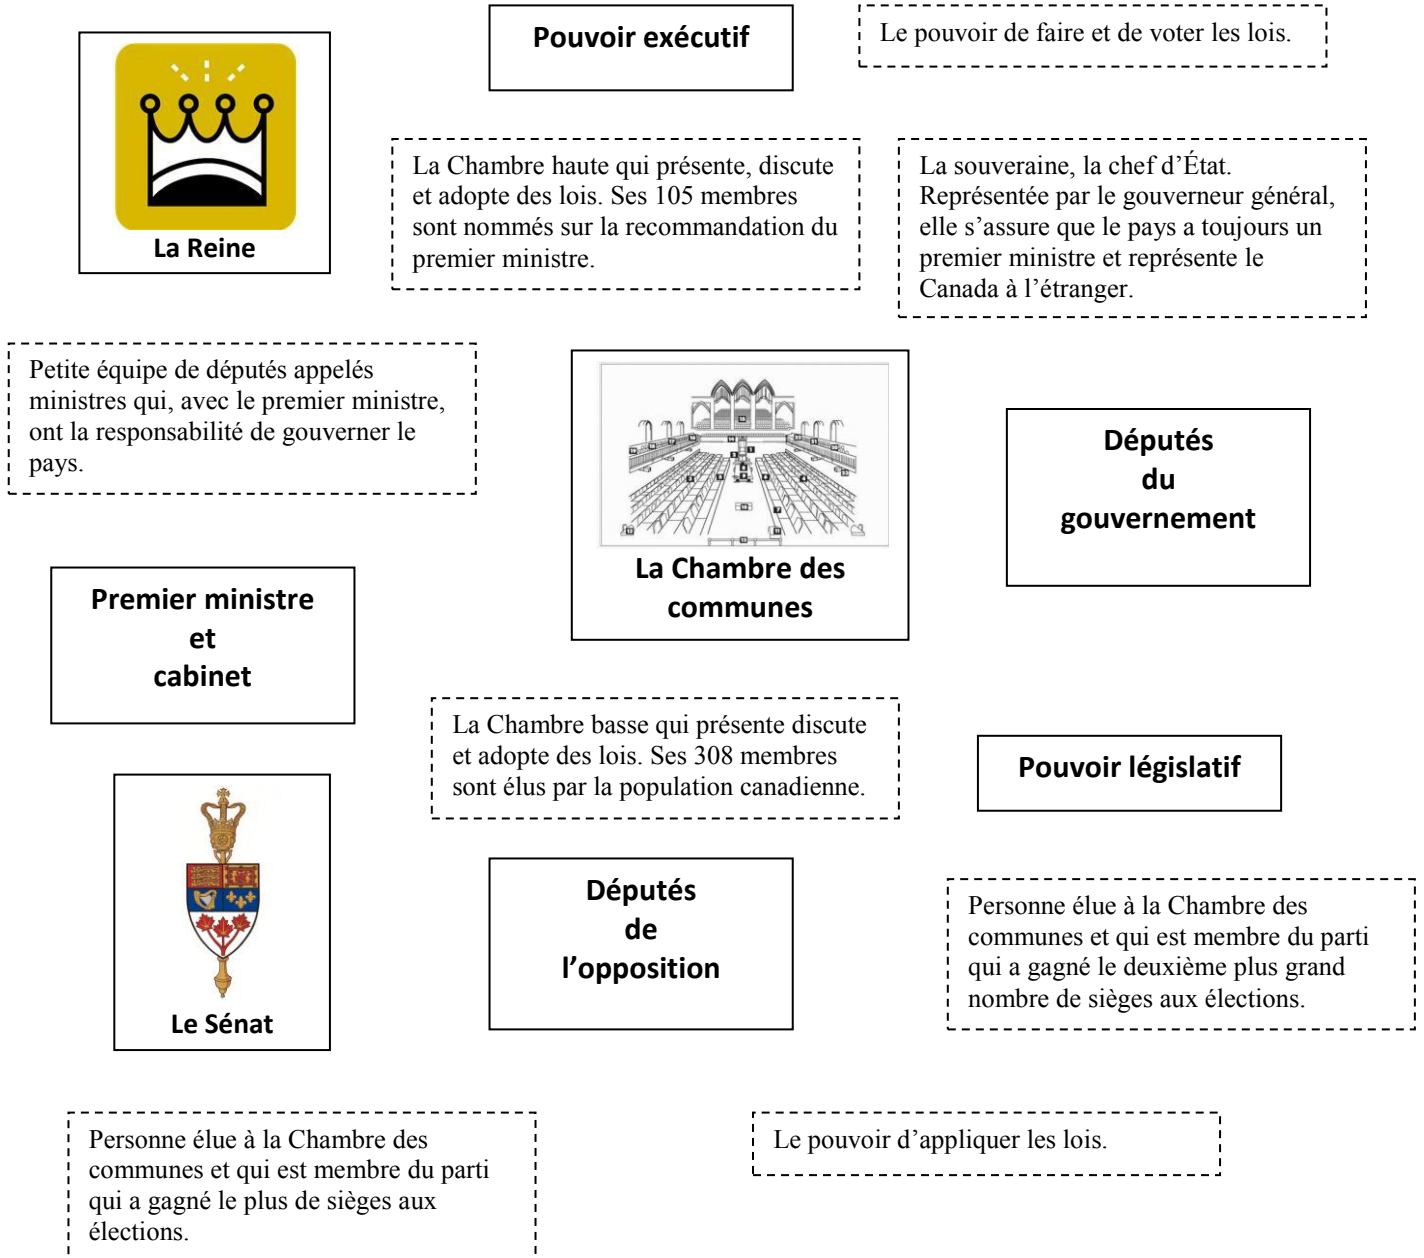 Pouvoir exécutif
Le pouvoir de faire et de voter les lois.
La Reine
La Chambre haute qui présente, discute
et adopte des lois. Ses 105 membres
sont nommés sur la recommandation du
premier ministre.
La souveraine, la chef d’État.
Représentée par le gouverneur général,
elle s’assure que le pays a toujours un
premier ministre et représente le
Canada à l’étranger.
Petite équipe de députés appelés
ministres qui, avec le premier ministre,
ont la responsabilité de gouverner le
pays.
La Chambre des
communes
Députés
du
gouvernement
Premier ministre
et
cabinet
La Chambre basse qui présente discute
et adopte des lois. Ses 308 membres
sont élus par la population canadienne.
Pouvoir législatif
Le Sénat
Députés
de
l’opposition
Personne élue à la Chambre des
communes et qui est membre du parti
qui a gagné le deuxième plus grand
nombre de sièges aux élections.
Personne élue à la Chambre des
communes et qui est membre du parti
qui a gagné le plus de sièges aux
élections.
Le pouvoir d’appliquer les lois.